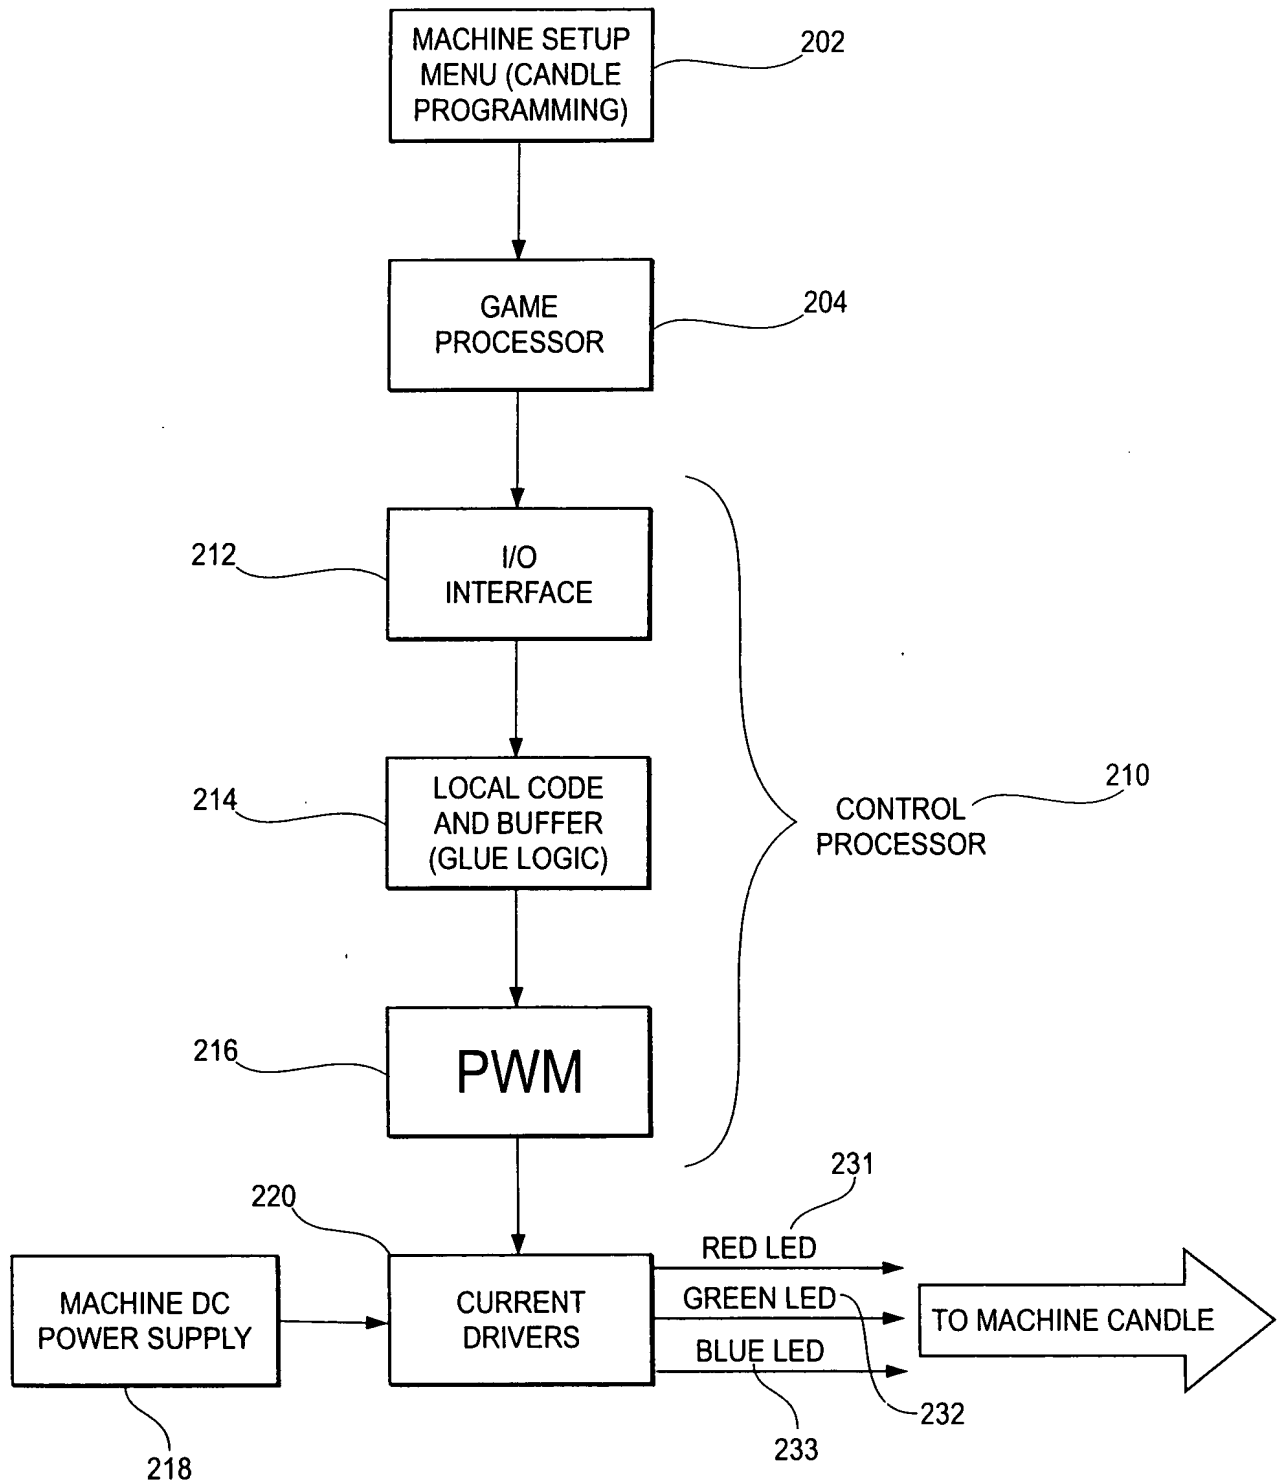 MACHINE SETUP
MENU (CANDLE
PROGRAMMING)
202
GAME
PROCESSOR
204
212
I/O
INTERFACE
214
LOCAL CODE
AND BUFFER
(GLUE LOGIC)
CONTROL
PROCESSOR
210
216
PWM
220
231
MACHINE DC
POWER SUPPLY
CURRENT
DRIVERS
RED LED
GREEN LED
BLUE LED
TO MACHINE CANDLE
232
233
218